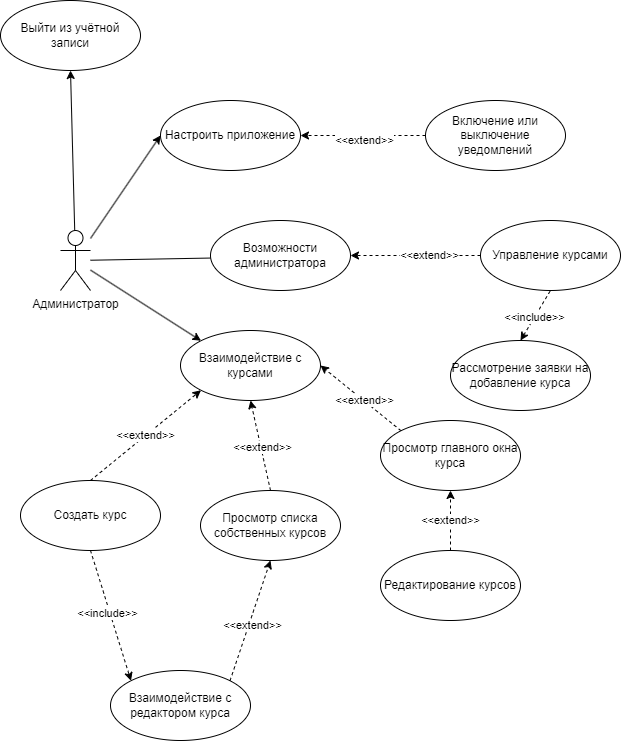 Выйти из учётной
записи
Настроить приложение
<<extend>>
Включение или
выключение
уведомлений
Администратор
Возможности
администратора
<<extend>>
Управление курсами
<<include>>
Рассмотрение заявки на
добавление курса
Взаимодействие с
курсами
<<extend>>
<<extend>>
<<extend>>
Просмотр главного окна
курса
Создать курс
Просмотр списка
собственных курсов
<<extend>>
Редактирование курсов
<<include>>
<<extend>>
Взаимодействие с
редактором курса